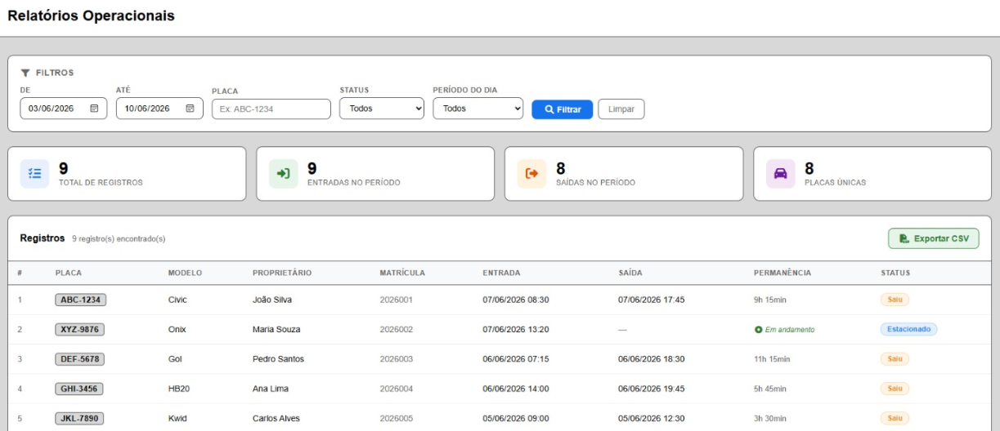 Relatórios Operacionais
FILTROS
DE ATÉ PLACA STATUS PERÍODO DO DIA
03/06/2026 10/06/2026 Ex: ABC-1234 Todos Todos Filtrar Limpar
9 9 8 8
TOTAL DE REGISTROS ENTRADAS NO PERÍODO SAÍDAS NO PERÍODO PLACAS ÚNICAS
Registros 9 registro(s) encontrado(s) Exportar CSV
# PLACA MODELO PROPRIETÁRIO MATRÍCULA ENTRADA SAÍDA PERMANÊNCIA STATUS
1 ABC-1234 Civic João Silva 2026001 07/06/2026 08:30 07/06/2026 17:45 9h 15min Saiu
2 XYZ-9876 Onix Maria Souza 2026002 07/06/2026 13:20 — Em andamento Estacionado
3 DEF-5678 Gol Pedro Santos 2026003 06/06/2026 07:15 06/06/2026 18:30 11h 15min Saiu
4 GHI-3456 HB20 Ana Lima 2026004 06/06/2026 14:00 06/06/2026 19:45 5h 45min Saiu
5 JKL-7890 Kwid Carlos Alves 2026005 05/06/2026 09:00 05/06/2026 12:30 3h 30min Saiu